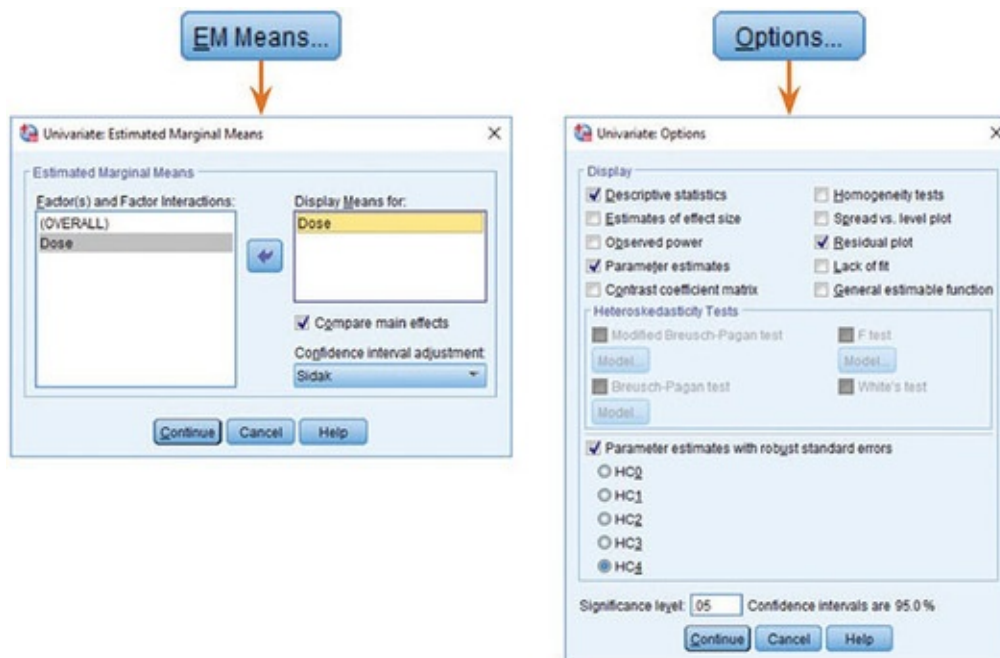 EM Means...
Univariate: Estimated Marginal Means
Estimated Marginal Means
Factor(s) and Factor Interactions:
(OVERALL)
Dose
Display Means for:
Dose
Compare main effects
Confidence interval adjustment:
Sidak
Continue Cancel Help
Options...
Univariate: Options
Display
Descriptive statistics Homogeneity tests
Estimates of effect size Spread vs. level plot
Observed power Residual plot
Parameter estimates Lack of fit
Contrast coefficient matrix General estimable function
Heteroskedasticity Tests
Modified Breusch-Pagan test F test
Model... Model...
Breusch-Pagan test White's test
Model...
Parameter estimates with robust standard errors
HC0
HC1
HC2
HC3
HC4
Significance level: .05 Confidence intervals are 95.0 %
Continue Cancel Help